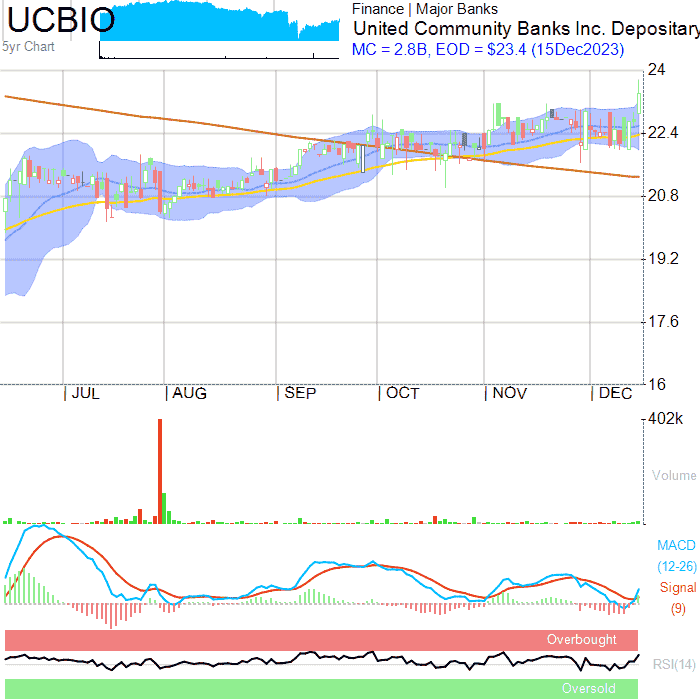 UCBIO
5yr Chart
Finance | Major Banks
United Community Banks Inc. Depositary
MC = 2.8B, EOD = $23.4 (15Dec2023)
24
22.4
20.8
19.2
17.6
16
JUL AUG SEP OCT NOV DEC
402k
Volume
MACD
(12-26)
Signal
(9)
Overbought
RSI(14)
Oversold